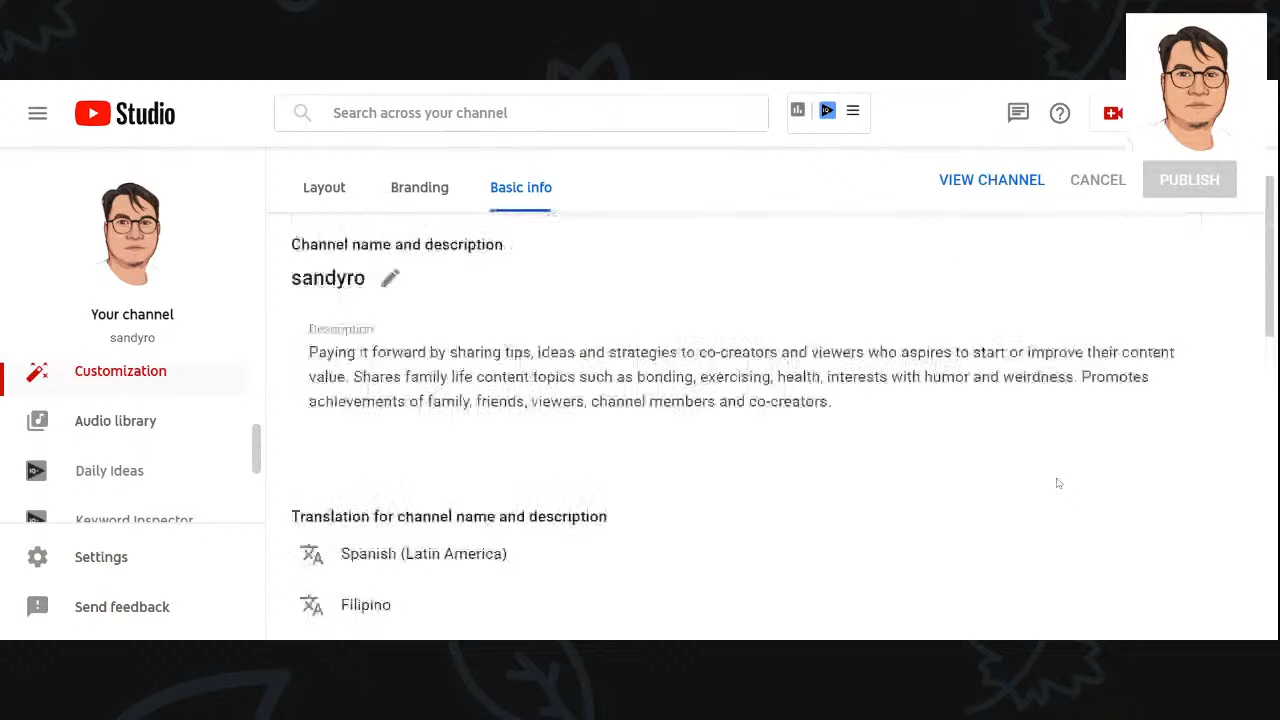 Studio
Search across your channel
Layout
Branding
Basic info
VIEW CHANNEL
CANCEL
PUBLISH
Your channel
sandyro
Customization
Audio library
Daily Ideas
Keyword Inspector
Settings
Send feedback
Channel name and description
sandyro
Description
Paying it forward by sharing tips, ideas and strategies to co-creators and viewers who aspires to start or improve their content
value. Shares family life content topics such as bonding, exercising, health, interests with humor and weirdness. Promotes
achievements of family, friends, viewers, channel members and co-creators.
Translation for channel name and description
Spanish (Latin America)
Filipino